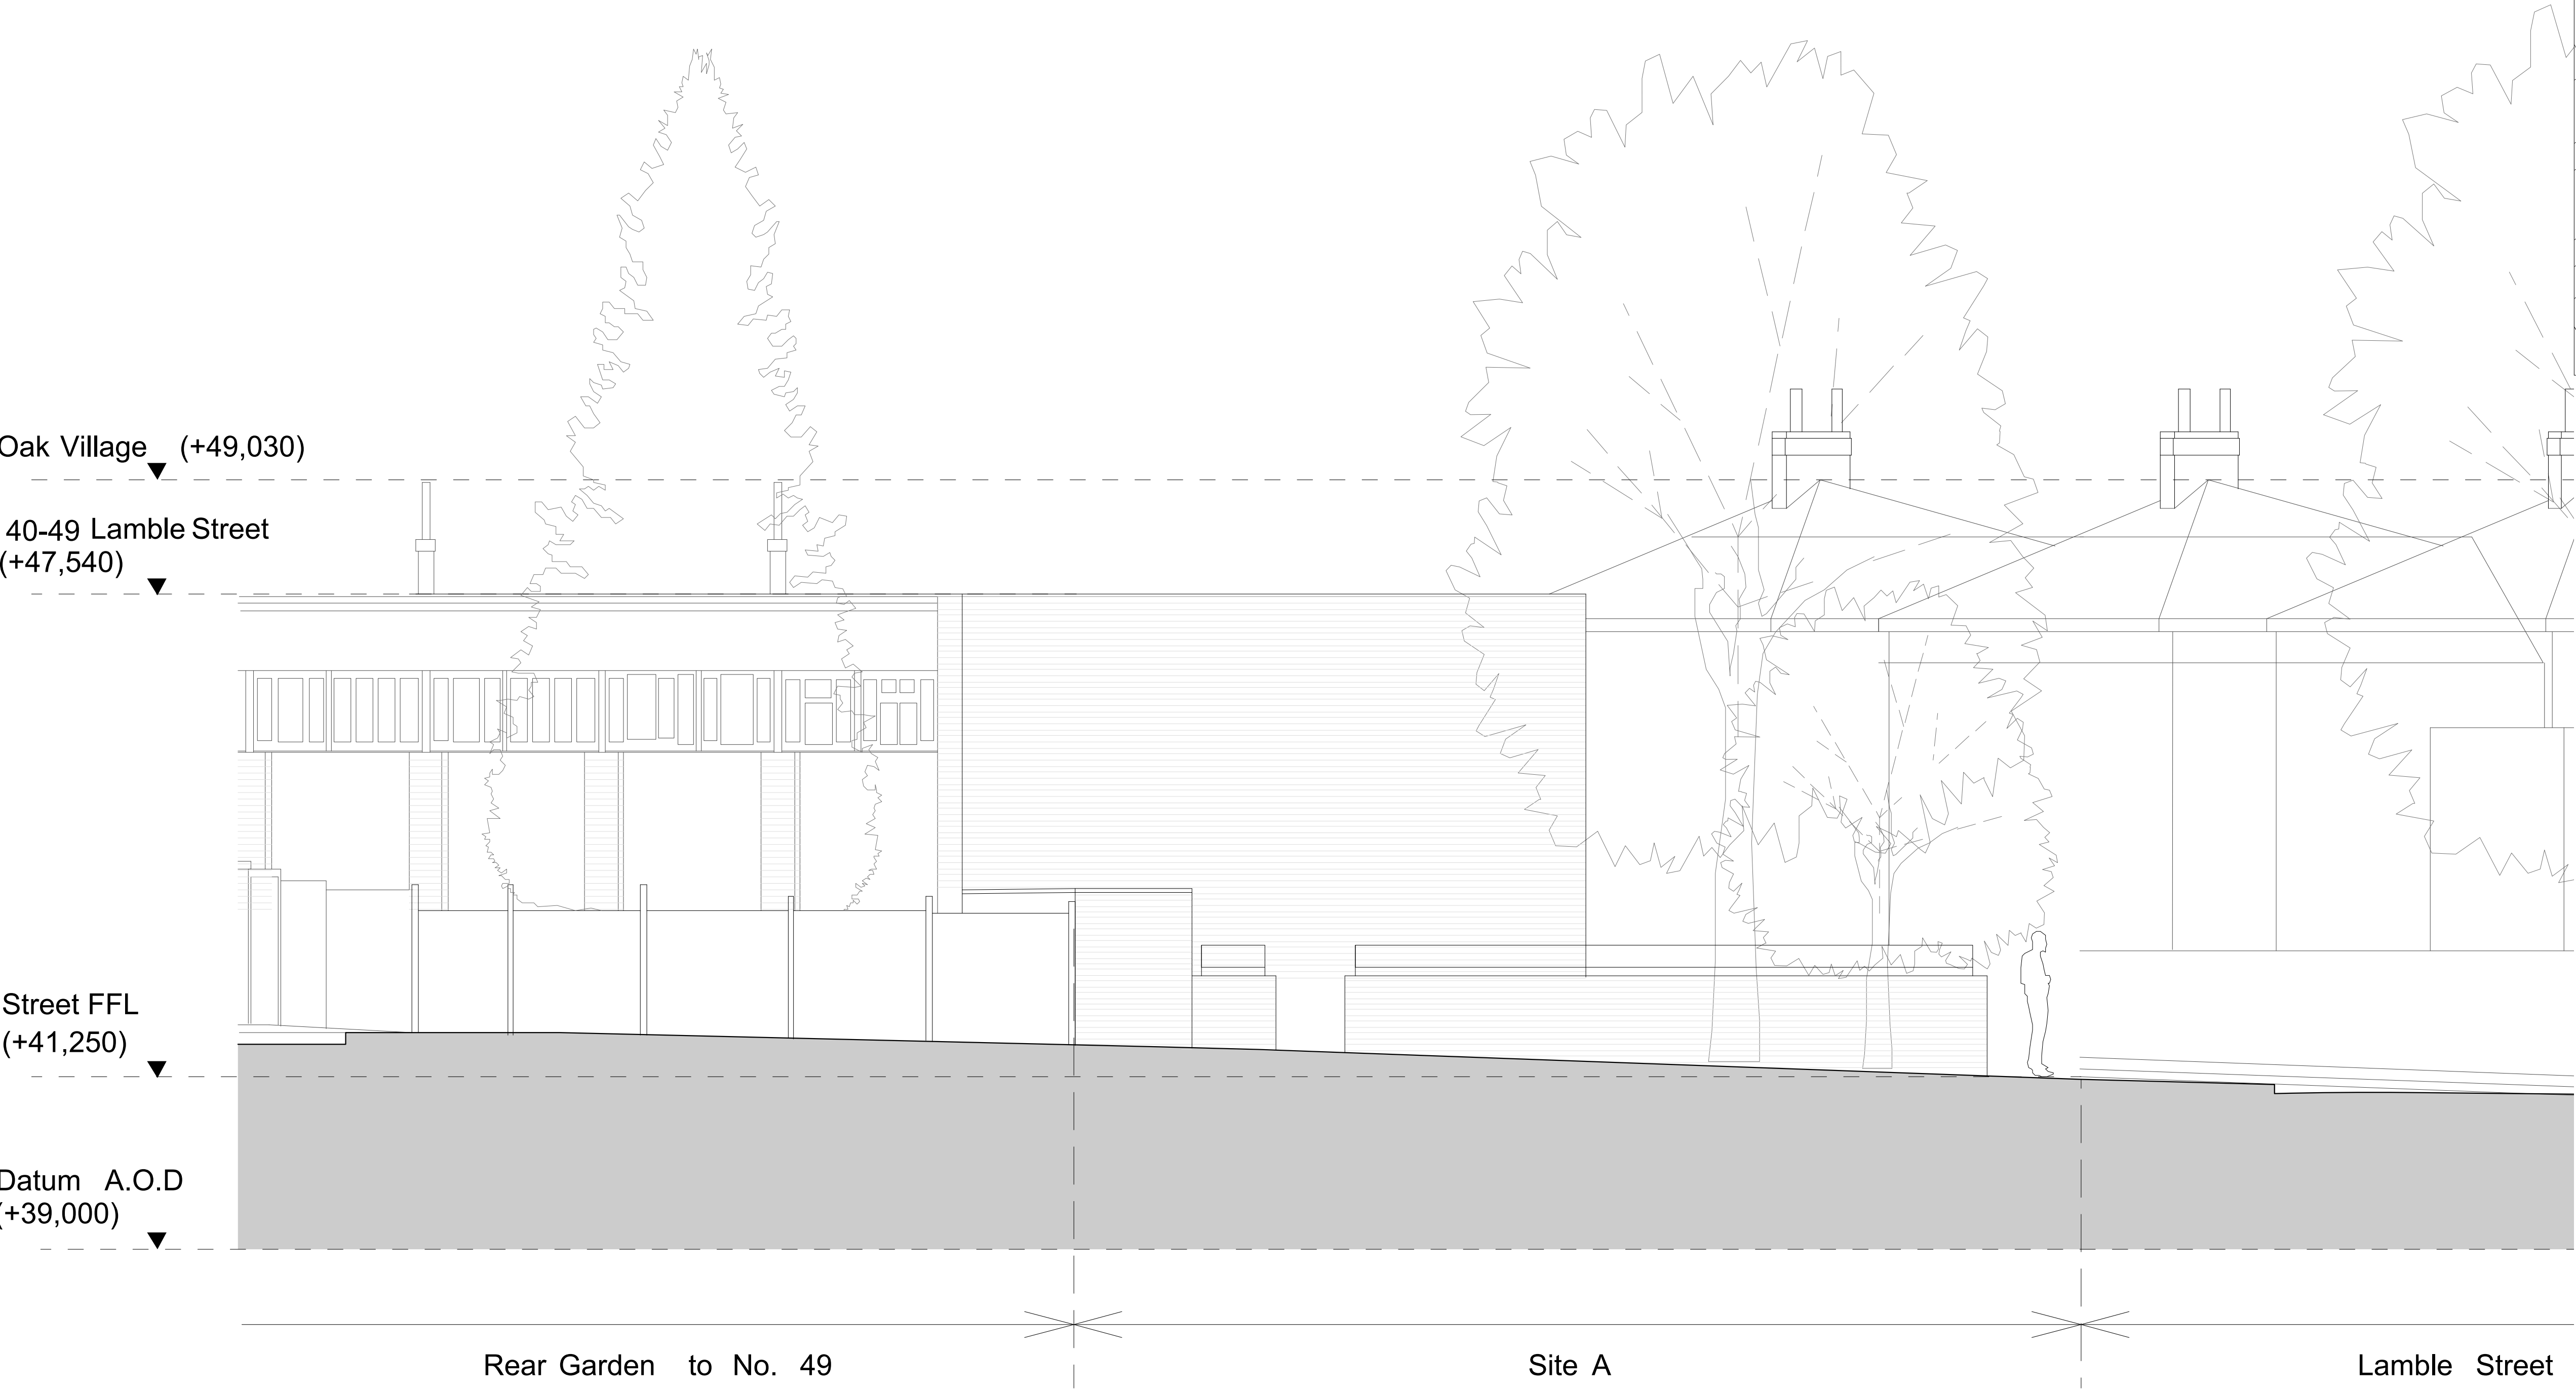 Oak Village (+49,030)
40-49 Lamble Street
(+47,540)
Street FFL
(+41,250)
Datum A.O.D
(+39,000)
Rear Garden to No. 49
Site A
Lamble Street